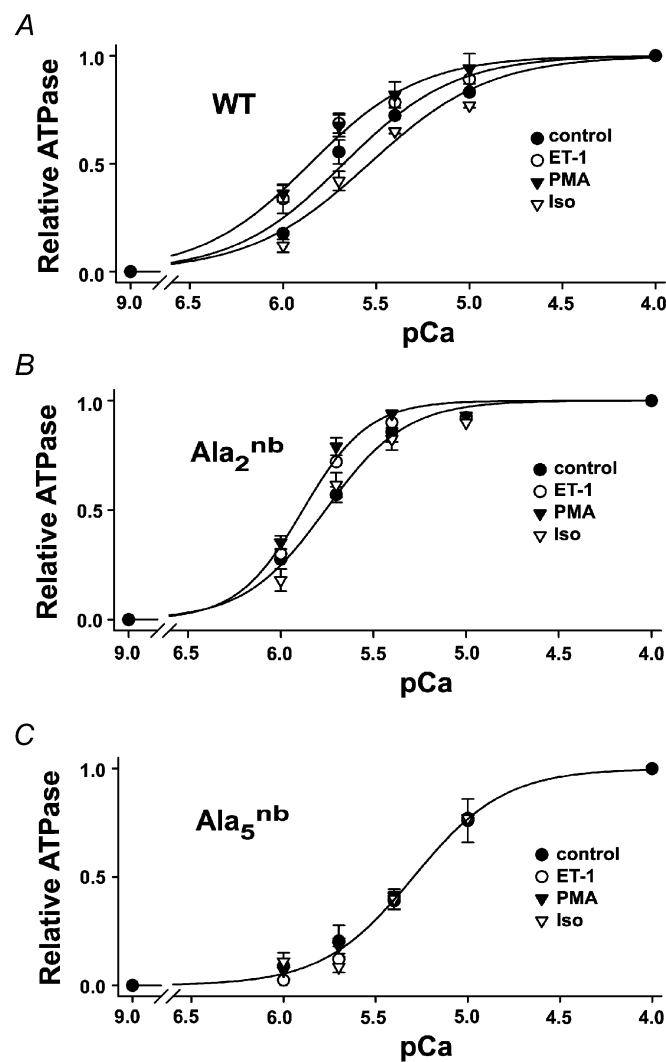 A
Relative ATPase
1.0
0.5
0.0
WT
control
ET-1
PMA
Iso
9.0 6.5 6.0 5.5 5.0 4.5 4.0
pCa
B
Relative ATPase
1.0
0.5
0.0
Ala2nb
control
ET-1
PMA
Iso
9.0 6.5 6.0 5.5 5.0 4.5 4.0
pCa
C
Relative ATPase
1.0
0.5
0.0
Ala5nb
control
ET-1
PMA
Iso
9.0 6.5 6.0 5.5 5.0 4.5 4.0
pCa